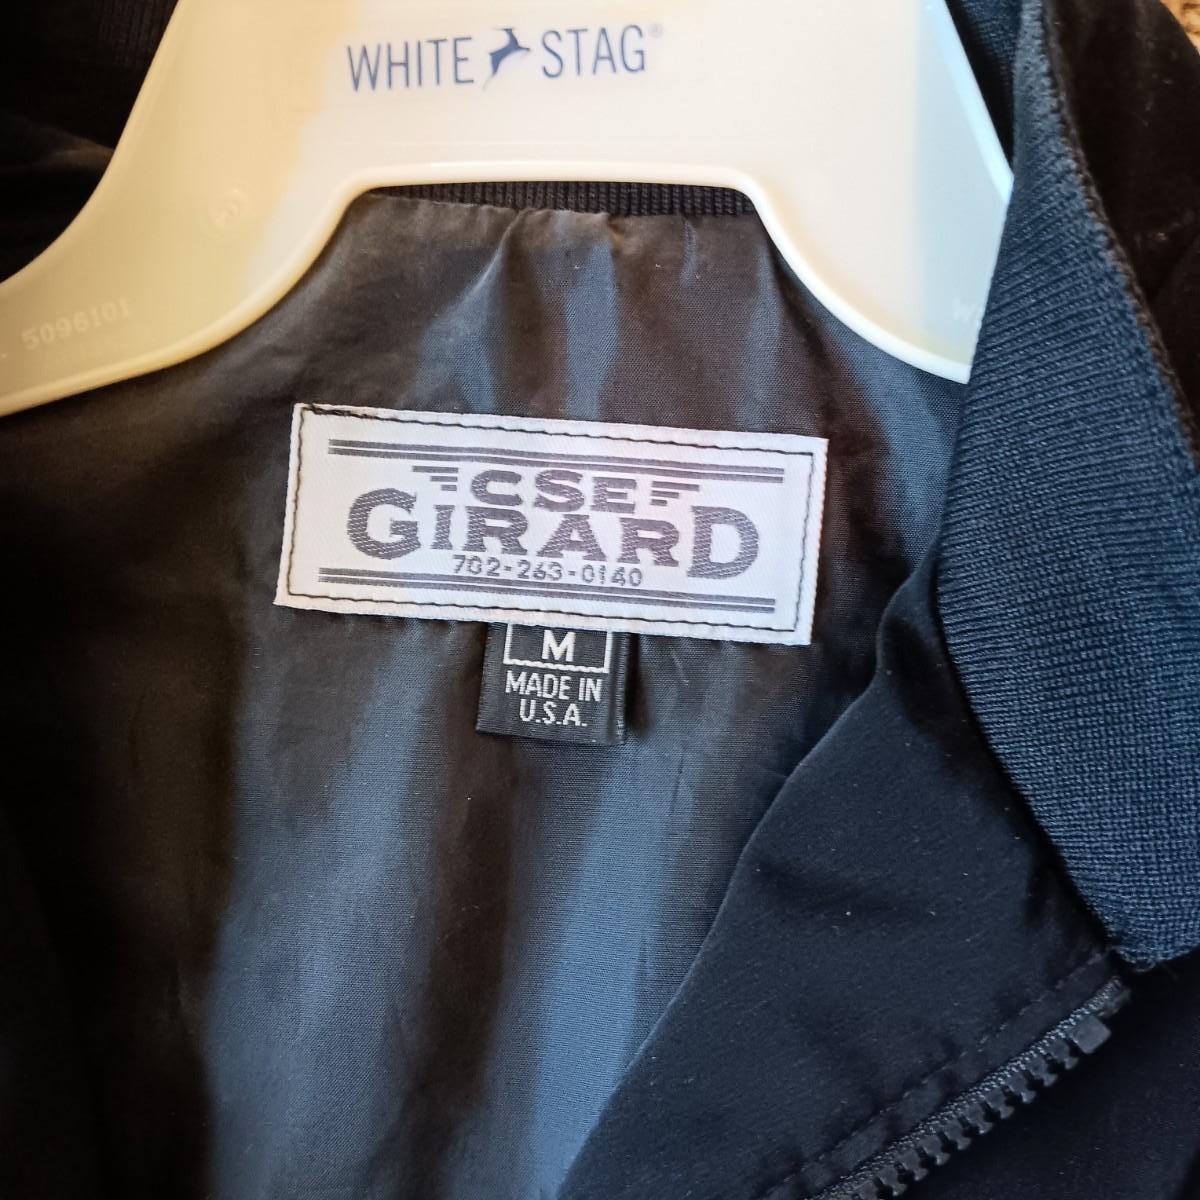 WHITE STAG®
5096101
CSE
GIRARD
702-263-0140
M
MADE IN
U.S.A.